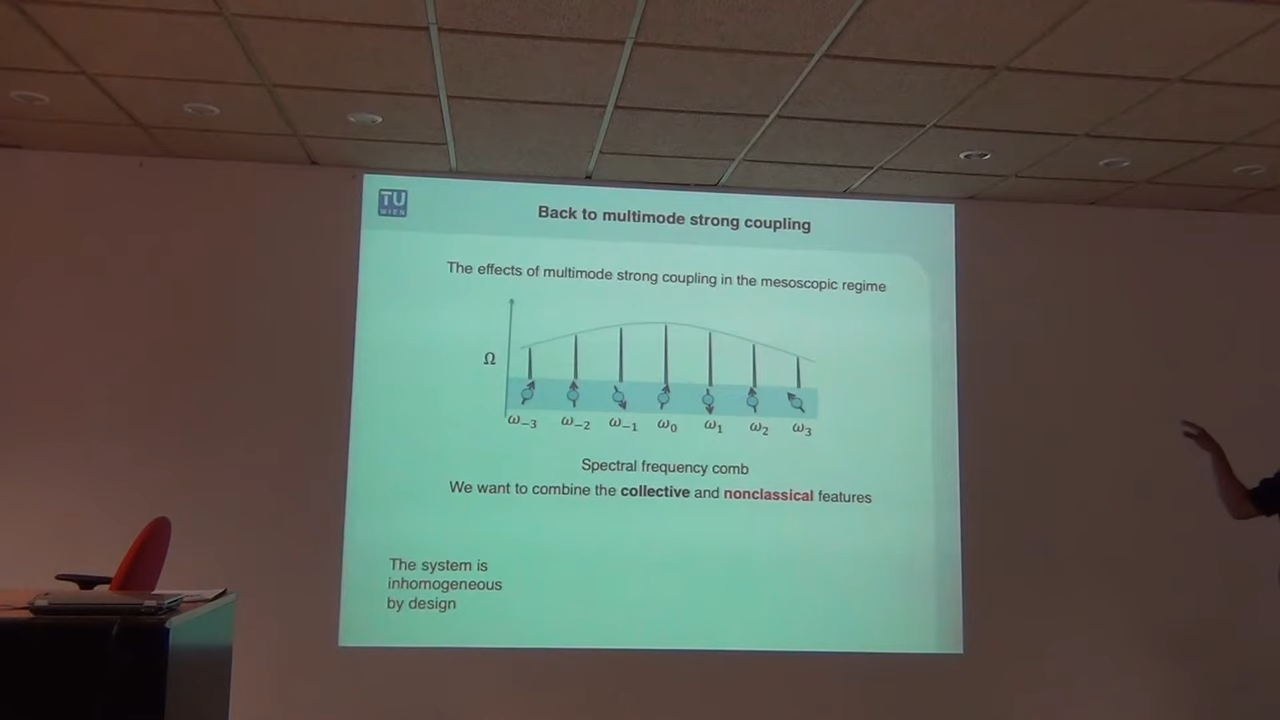 TU
WIEN
Back to multimode strong coupling
The effects of multimode strong coupling in the mesoscopic regime
Ω
ω₋₃ ω₋₂ ω₋₁ ω₀ ω₁ ω₂ ω₃
Spectral frequency comb
We want to combine the collective and nonclassical features
The system is
inhomogeneous
by design